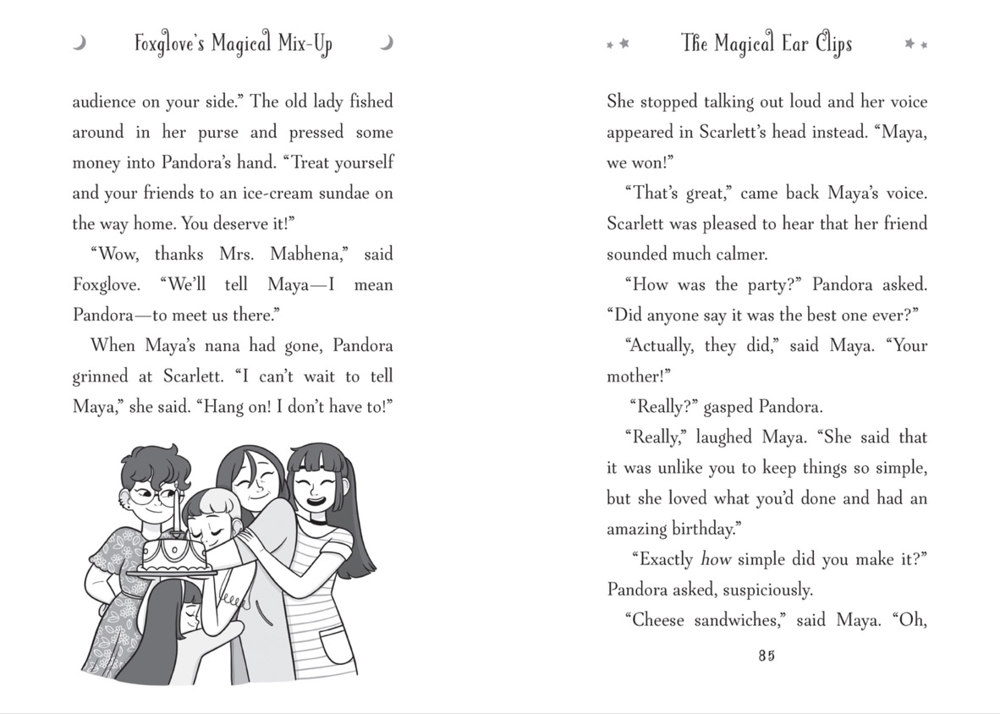 Foxglove's Magical Mix-Up
audience on your side.” The old lady fished
around in her purse and pressed some
money into Pandora's hand. “Treat yourself
and your friends to an ice-cream sundae on
the way home. You deserve it!”
“Wow, thanks Mrs. Mabhena,” said
Foxglove. “We'll tell Maya—I mean
Pandora—to meet us there.”
When Maya's nana had gone, Pandora
grinned at Scarlett. “I can't wait to tell
Maya,” she said. “Hang on! I don't have to!”
The Magical Ear Clips
She stopped talking out loud and her voice
appeared in Scarlett's head instead. “Maya,
we won!”
“That's great,” came back Maya's voice.
Scarlett was pleased to hear that her friend
sounded much calmer.
“How was the party?” Pandora asked.
“Did anyone say it was the best one ever?”
“Actually, they did,” said Maya. “Your
mother!”
“Really?” gasped Pandora.
“Really,” laughed Maya. “She said that
it was unlike you to keep things so simple,
but she loved what you'd done and had an
amazing birthday.”
“Exactly how simple did you make it?”
Pandora asked, suspiciously.
“Cheese sandwiches,” said Maya. “Oh,
85